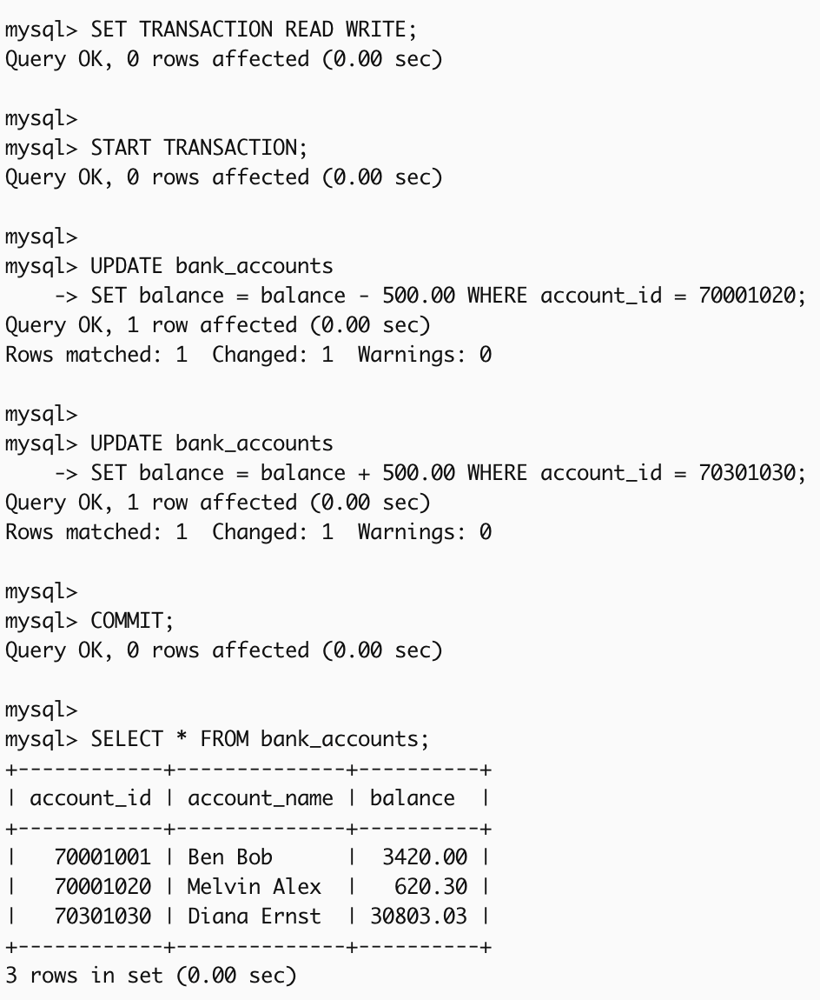 mysql> SET TRANSACTION READ WRITE;
Query OK, 0 rows affected (0.00 sec)
mysql>
mysql> START TRANSACTION;
Query OK, 0 rows affected (0.00 sec)
mysql>
mysql> UPDATE bank_accounts
    -> SET balance = balance - 500.00 WHERE account_id = 70001020;
Query OK, 1 row affected (0.00 sec)
Rows matched: 1  Changed: 1  Warnings: 0
mysql>
mysql> UPDATE bank_accounts
    -> SET balance = balance + 500.00 WHERE account_id = 70301030;
Query OK, 1 row affected (0.00 sec)
Rows matched: 1  Changed: 1  Warnings: 0
mysql>
mysql> COMMIT;
Query OK, 0 rows affected (0.00 sec)
mysql>
mysql> SELECT * FROM bank_accounts;
+------------+--------------+----------+
| account_id | account_name | balance  |
+------------+--------------+----------+
|   70001001 | Ben Bob      |  3420.00 |
|   70001020 | Melvin Alex  |   620.30 |
|   70301030 | Diana Ernst  | 30803.03 |
+------------+--------------+----------+
3 rows in set (0.00 sec)